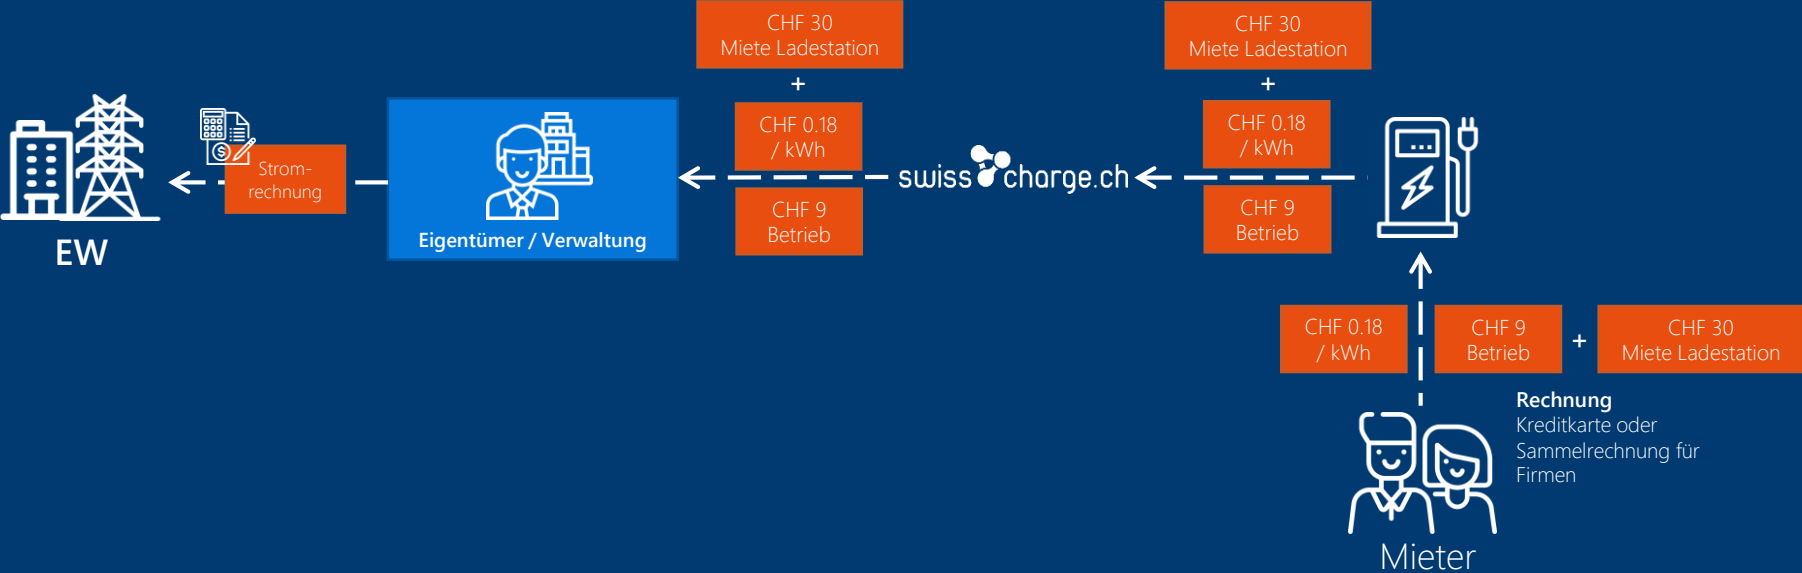 EW
Strom-
rechnung
Eigentümer / Verwaltung
CHF 30
Miete Ladestation
+
CHF 0.18
/ kWh
CHF 9
Betrieb
swisscharge.ch
CHF 30
Miete Ladestation
+
CHF 0.18
/ kWh
CHF 9
Betrieb
CHF 0.18
/ kWh
CHF 9
Betrieb
+
CHF 30
Miete Ladestation
Rechnung
Kreditkarte oder
Sammelrechnung für
Firmen
Mieter